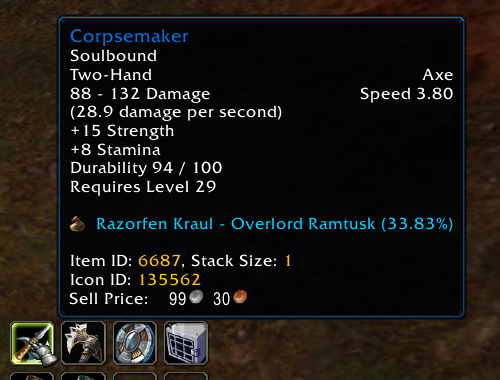 Corpsemaker
Soulbound
Two-Hand Axe
88 - 132 Damage Speed 3.80
(28.9 damage per second)
+15 Strength
+8 Stamina
Durability 94 / 100
Requires Level 29
Razorfen Kraul - Overlord Ramtusk (33.83%)
Item ID: 6687, Stack Size: 1
Icon ID: 135562
Sell Price: 99 30